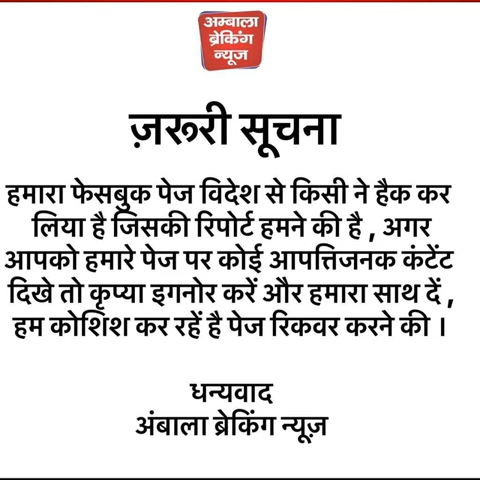 अम्बाला
ब्रेकिंग
न्यूज
ज़रूरी सूचना
हमारा फेसबुक पेज विदेश से किसी ने हैक कर
लिया है जिसकी रिपोर्ट हमने की है , अगर
आपको हमारे पेज पर कोई आपत्तिजनक कंटेंट
दिखे तो कृप्या इगनोर करें और हमारा साथ दें ,
हम कोशिश कर रहें है पेज रिकवर करने की ।
धन्यवाद
अंबाला ब्रेकिंग न्यूज़